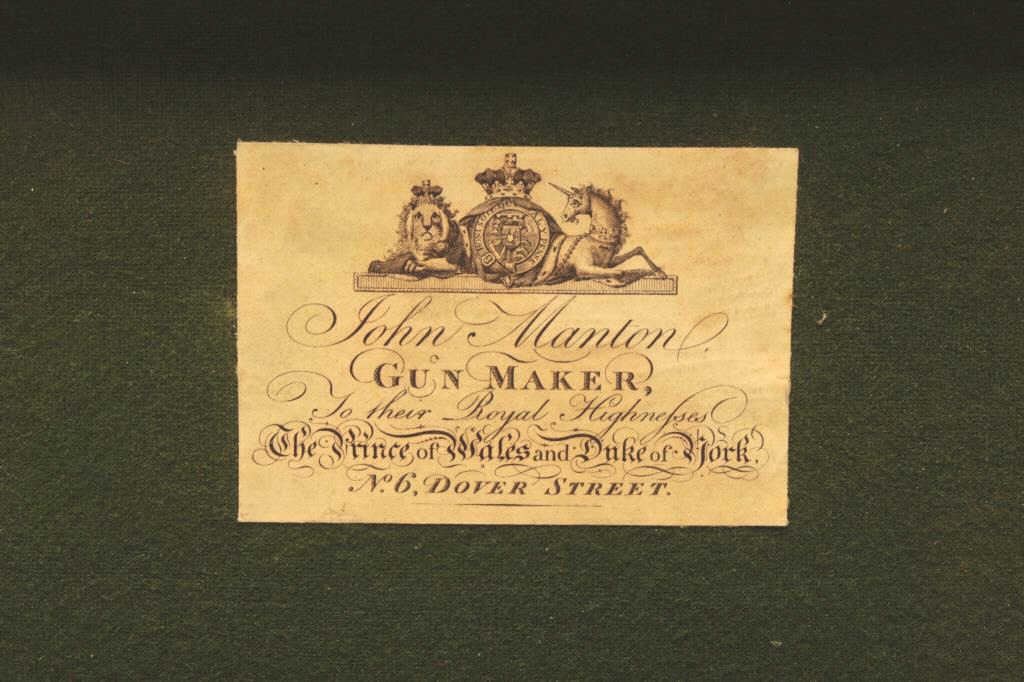 John Manton,
GUN MAKER,
To their Royal Highneſses
The Prince of Wales and Duke of York.
No. 6, DOVER STREET.